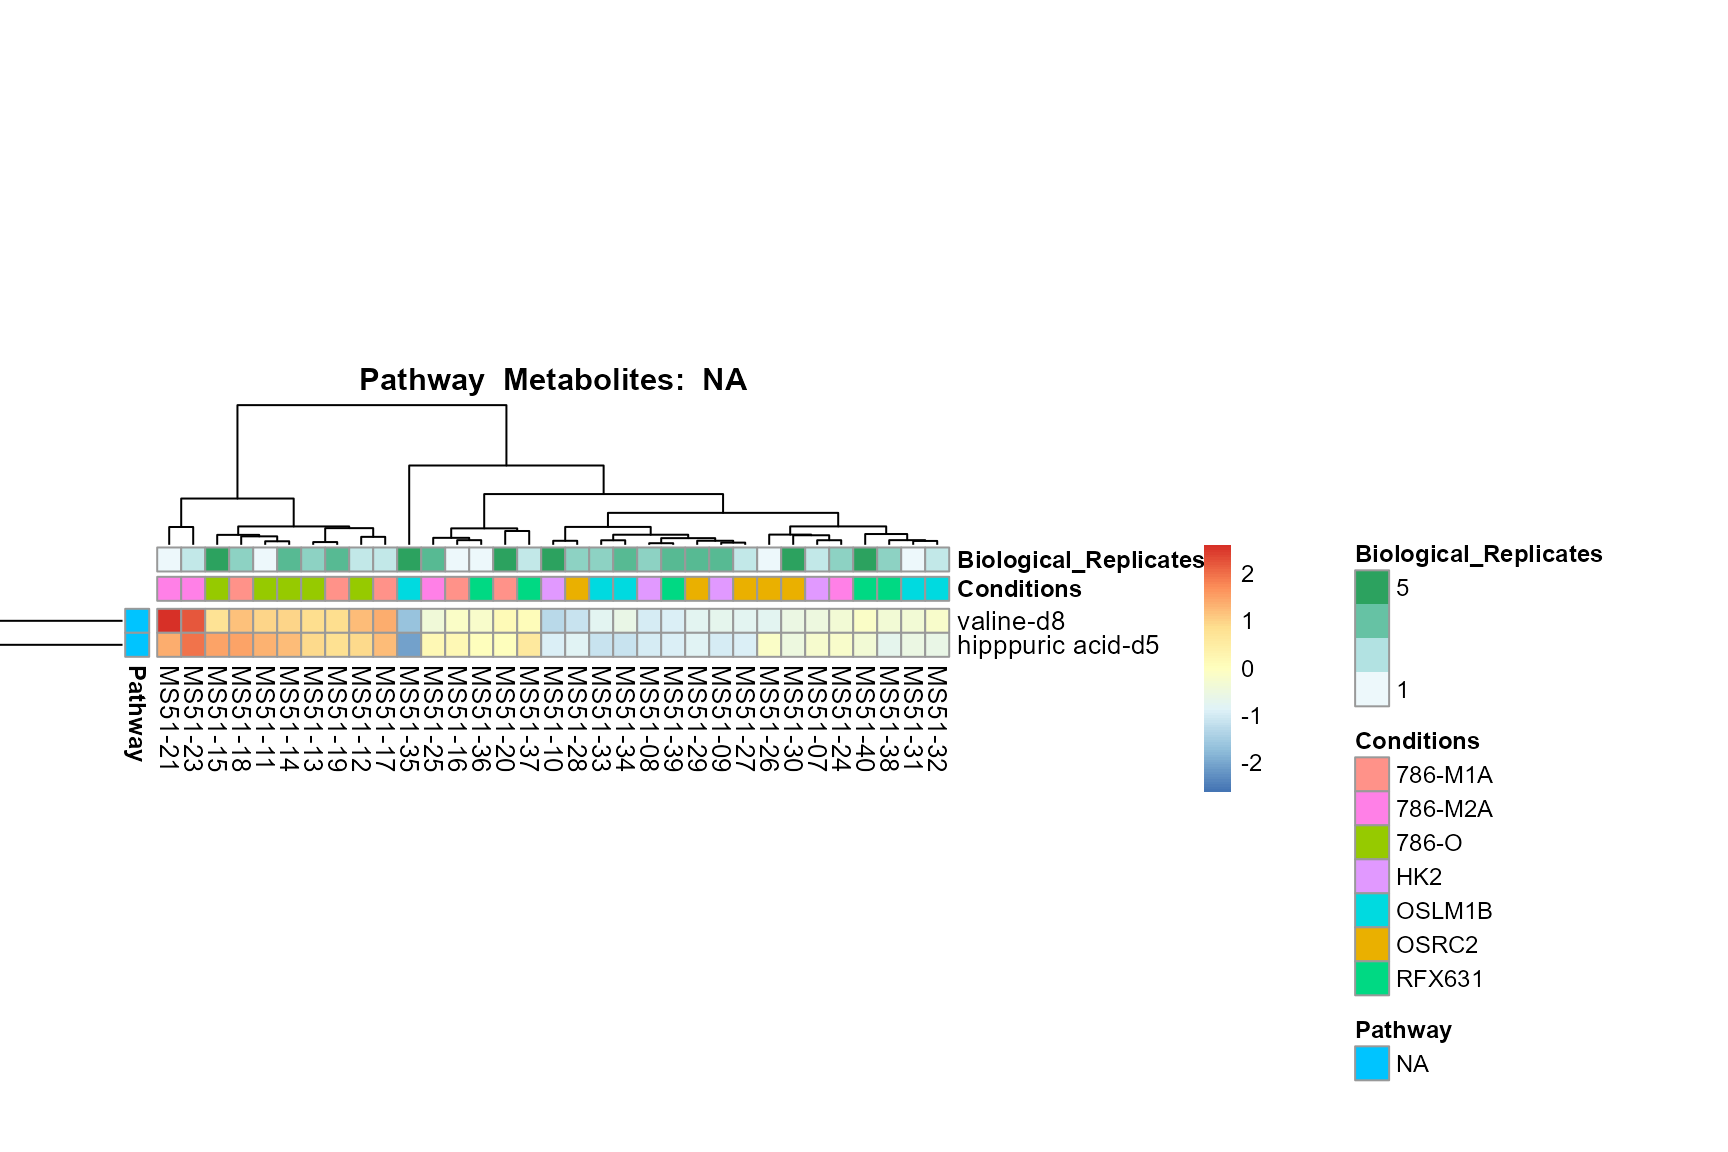 Pathway Metabolites: NA
Biological_Replicates
Conditions
valine-d8
hipppuric acid-d5
Pathway
MS51-21
MS51-23
MS51-15
MS51-18
MS51-11
MS51-14
MS51-13
MS51-19
MS51-12
MS51-17
MS51-35
MS51-25
MS51-16
MS51-36
MS51-20
MS51-37
MS51-10
MS51-28
MS51-33
MS51-34
MS51-08
MS51-39
MS51-29
MS51-09
MS51-27
MS51-26
MS51-30
MS51-07
MS51-24
MS51-40
MS51-38
MS51-31
MS51-32
2
1
0
-1
-2
Biological_Replicates
5
1
Conditions
786-M1A
786-M2A
786-O
HK2
OSLM1B
OSRC2
RFX631
Pathway
NA